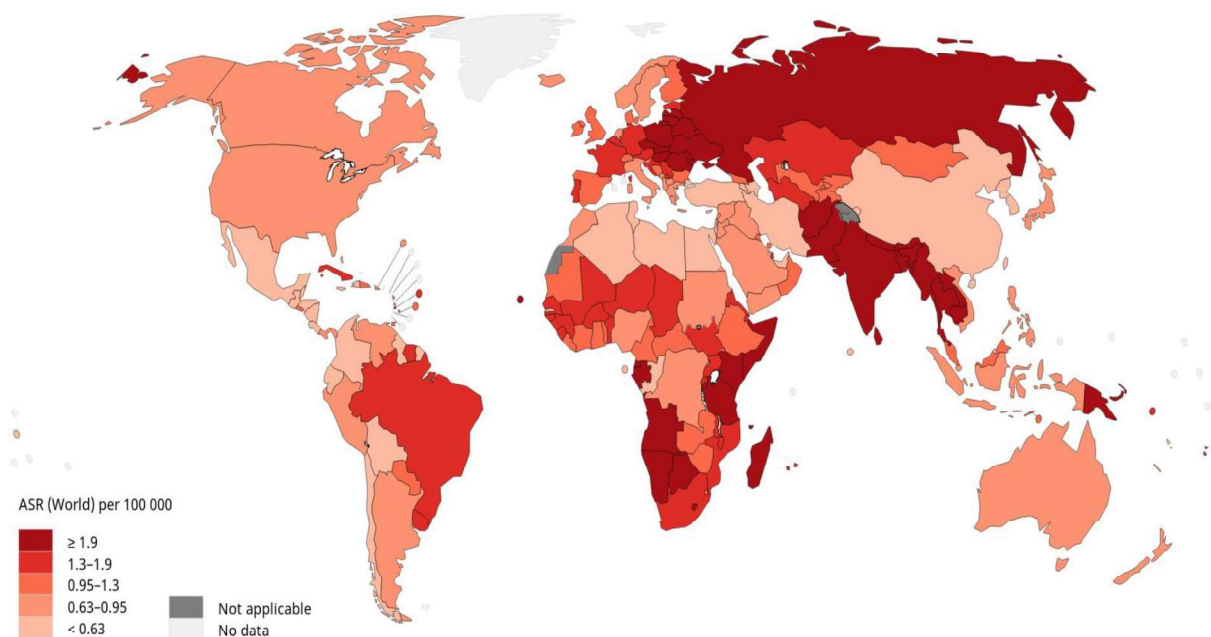 ASR (World) per 100 000
≥ 1.9
1.3–1.9
0.95–1.3
0.63–0.95
< 0.63
Not applicable
No data